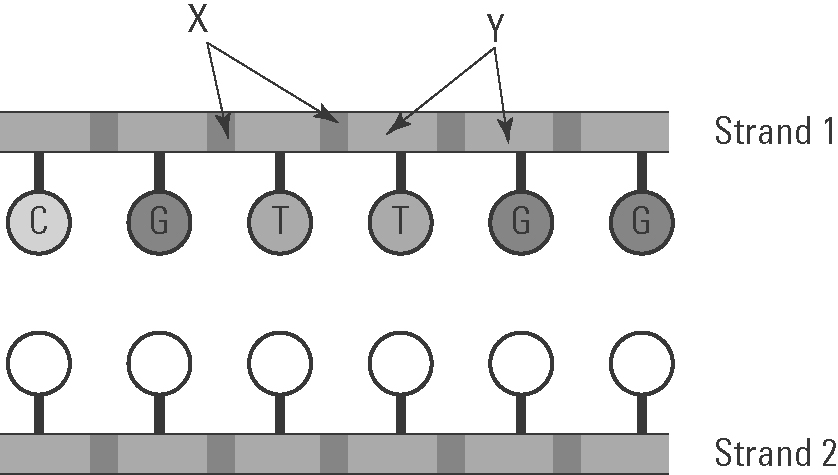 X Y
Strand 1
C G T T G G
Strand 2